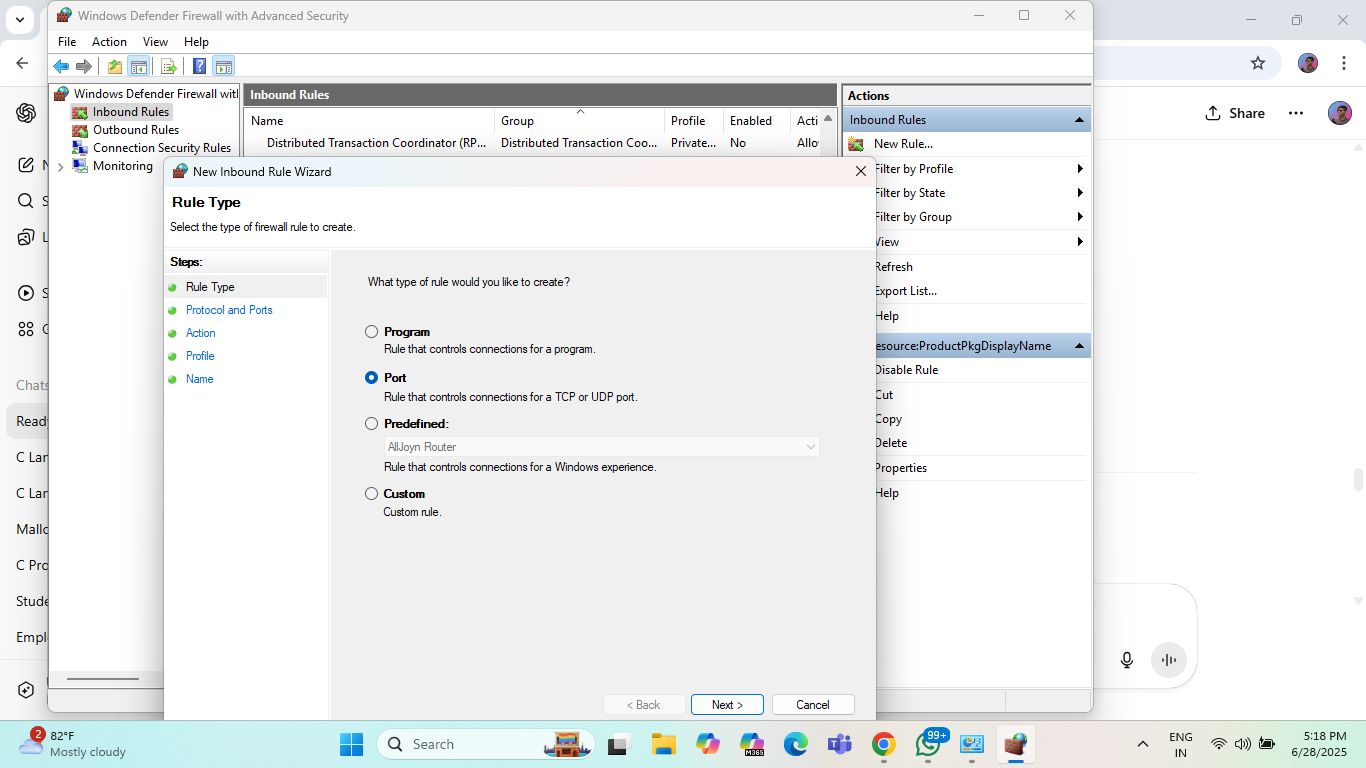 Windows Defender Firewall with Advanced Security
File Action View Help
Windows Defender Firewall wit
Inbound Rules
Outbound Rules
Connection Security Rules
Monitoring
Inbound Rules
Name Group Profile Enabled Acti
Distributed Transaction Coordinator (RP... Distributed Transaction Coo... Private... No Allo
Actions
Inbound Rules
New Rule...
Filter by Profile
Filter by State
Filter by Group
View
Refresh
Export List...
Help
esource:ProductPkgDisplayName
Disable Rule
Cut
Copy
Delete
Properties
Help
New Inbound Rule Wizard
Rule Type
Select the type of firewall rule to create.
Steps:
Rule Type
Protocol and Ports
Action
Profile
Name
What type of rule would you like to create?
Program
Rule that controls connections for a program.
Port
Rule that controls connections for a TCP or UDP port.
Predefined:
AllJoyn Router
Rule that controls connections for a Windows experience.
Custom
Custom rule.
< Back Next > Cancel
Share
Chats
Ready
C Lan
C Lan
Mallo
C Pro
Stude
Empl
2
82°F
Mostly cloudy
Search
M365
99+
ENG
IN
5:18 PM
6/28/2025